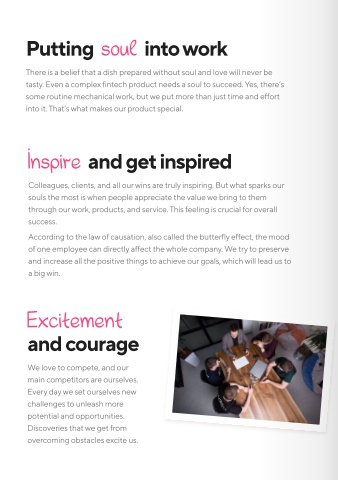 Putting soul into work
There is a belief that a dish prepared without soul and love will never be
tasty. Even a complex fintech product needs a soul to succeed. Yes, there's
some routine mechanical work, but we put more than just time and effort
into it. That's what makes our product special.
Inspire and get inspired
Colleagues, clients, and all our wins are truly inspiring. But what sparks our
souls the most is when people appreciate the value we bring to them
through our work, products, and service. This feeling is crucial for overall
success.
According to the law of causation, also called the butterfly effect, the mood
of one employee can directly affect the whole company. We try to preserve
and increase all the positive things to achieve our goals, which will lead us to
a big win.
Excitement
and courage
We love to compete, and our
main competitors are ourselves.
Every day we set ourselves new
challenges to unleash more
potential and opportunities.
Discoveries that we get from
overcoming obstacles excite us.